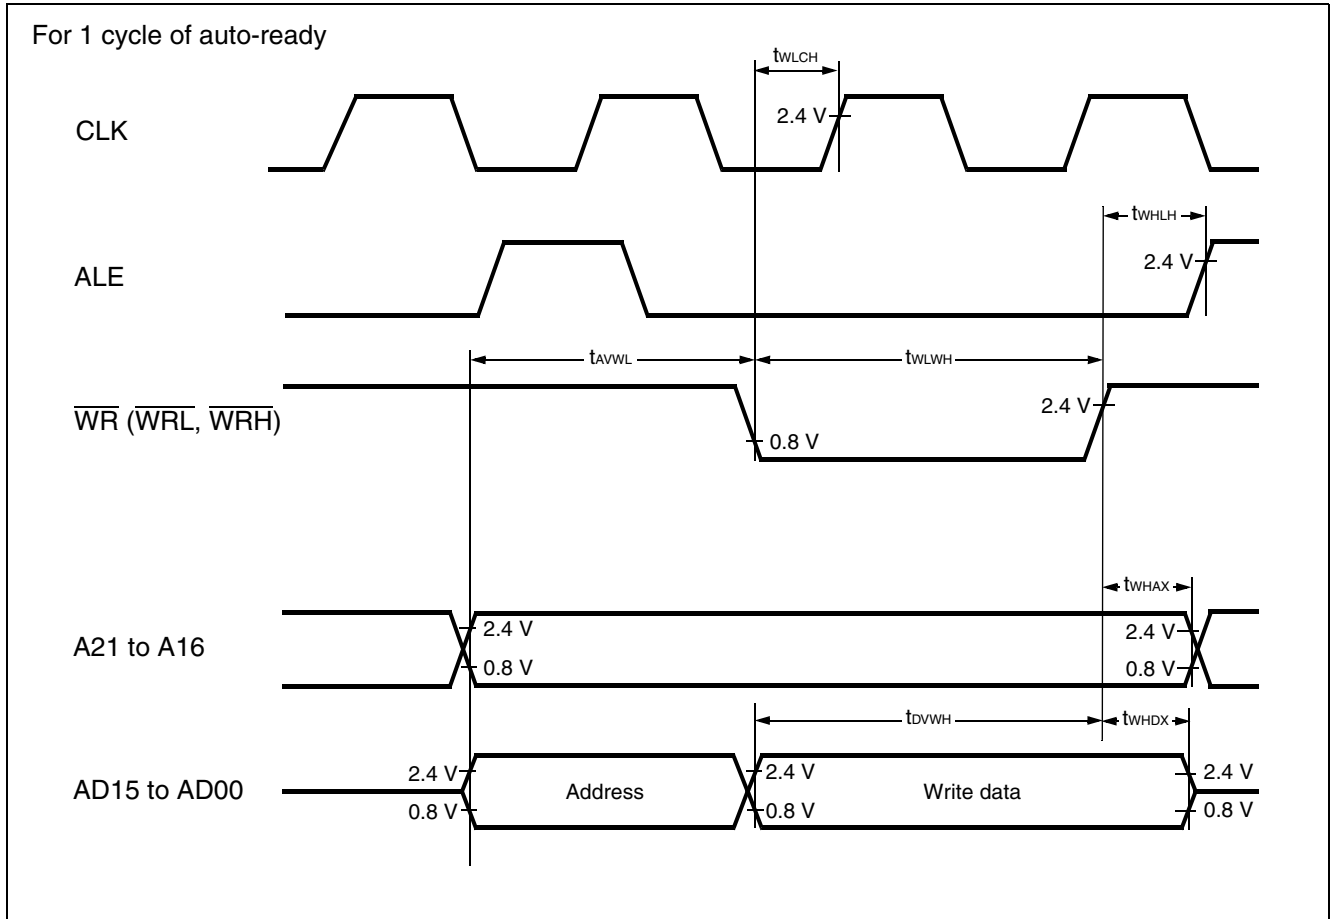 For 1 cycle of auto-ready
tWLCH
CLK
2.4 V
tWHLH
ALE
2.4 V
tAVWL
tWLWH
WR (WRL, WRH)
2.4 V
0.8 V
tWHAX
A21 to A16
2.4 V
2.4 V
0.8 V
0.8 V
tDVWH
tWHDX
AD15 to AD00
2.4 V
2.4 V
2.4 V
Address
Write data
0.8 V
0.8 V
0.8 V